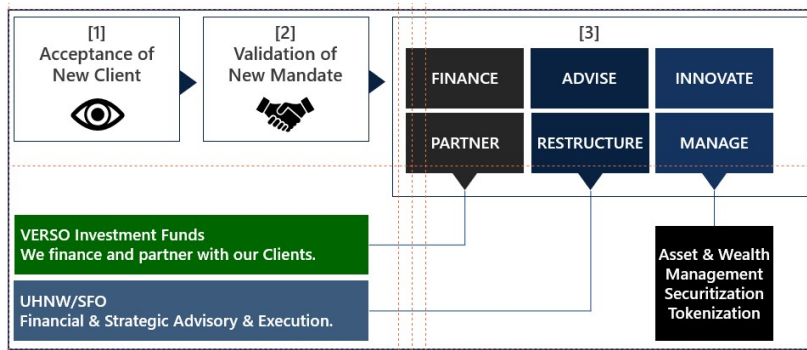 [1]
Acceptance of
New Client
[2]
Validation of
New Mandate
[3]
FINANCE
ADVISE
INNOVATE
PARTNER
RESTRUCTURE
MANAGE
VERSO Investment Funds
We finance and partner with our Clients.
UHNW/SFO
Financial & Strategic Advisory & Execution.
Asset & Wealth
Management
Securitization
Tokenization